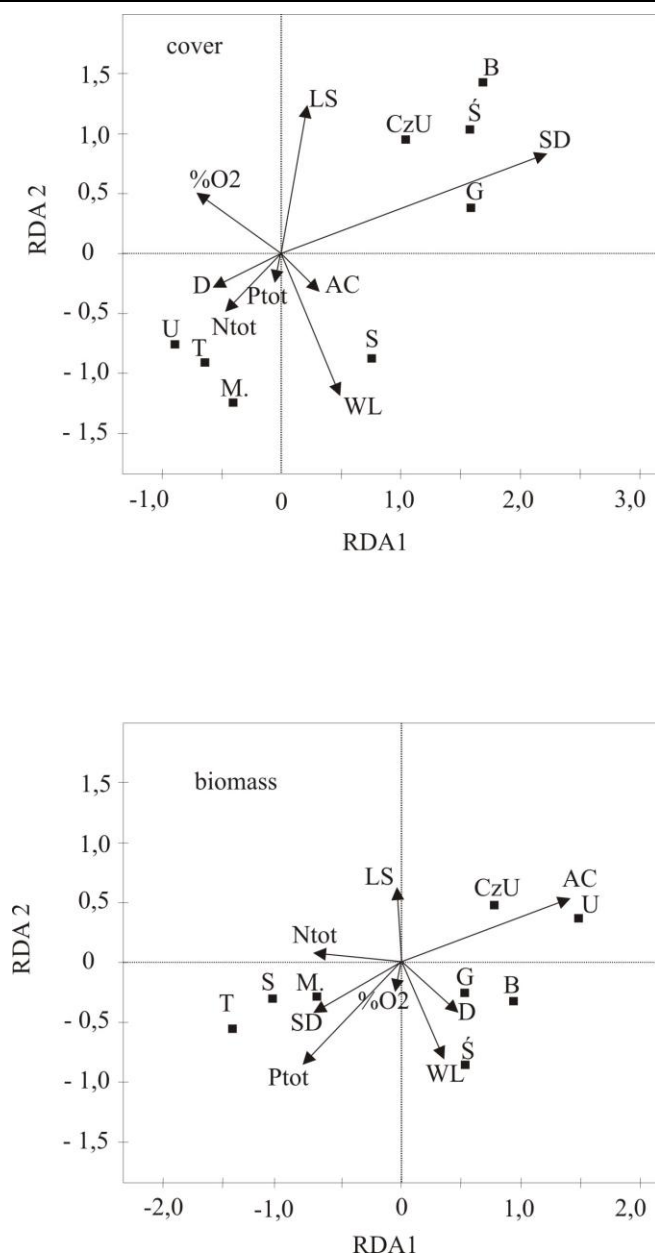 cover
1,5
B
LS
Ś
CzU
1,0
SD
%O2
0,5
G
RDA 2
0
D
Ptot
AC
- 0,5
Ntot
U
T
S
- 1,0
M.
WL
- 1,5
-1,0 0 1,0 2,0 3,0
RDA1
biomass
1,5
1,0
LS
CzU
AC
0,5
U
Ntot
RDA 2
0
S
M.
G
B
%O2
D
T
SD
- 0,5
Ś
Ptot
WL
- 1,0
- 1,5
-2,0 -1,0 0 1,0 2,0
RDA1